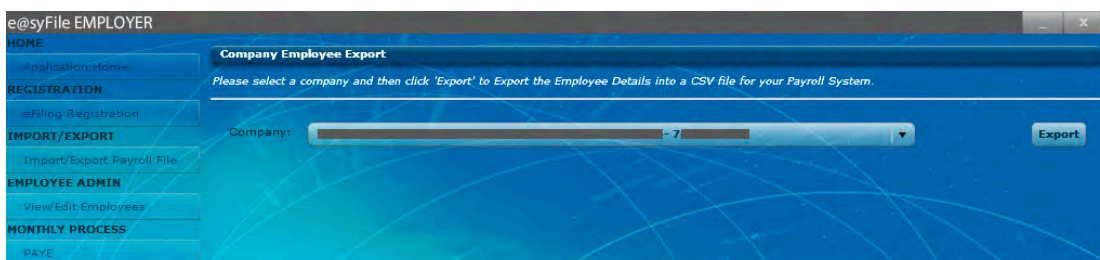 e@syFile EMPLOYER
HOME
Application Home
REGISTRATION
eFiling Registration
IMPORT/EXPORT
Import/Export Payroll File
EMPLOYEE ADMIN
View/Edit Employees
MONTHLY PROCESS
PAYE
Company Employee Export
Please select a company and then click 'Export' to Export the Employee Details into a CSV file for your Payroll System.
Company: - 7
Export